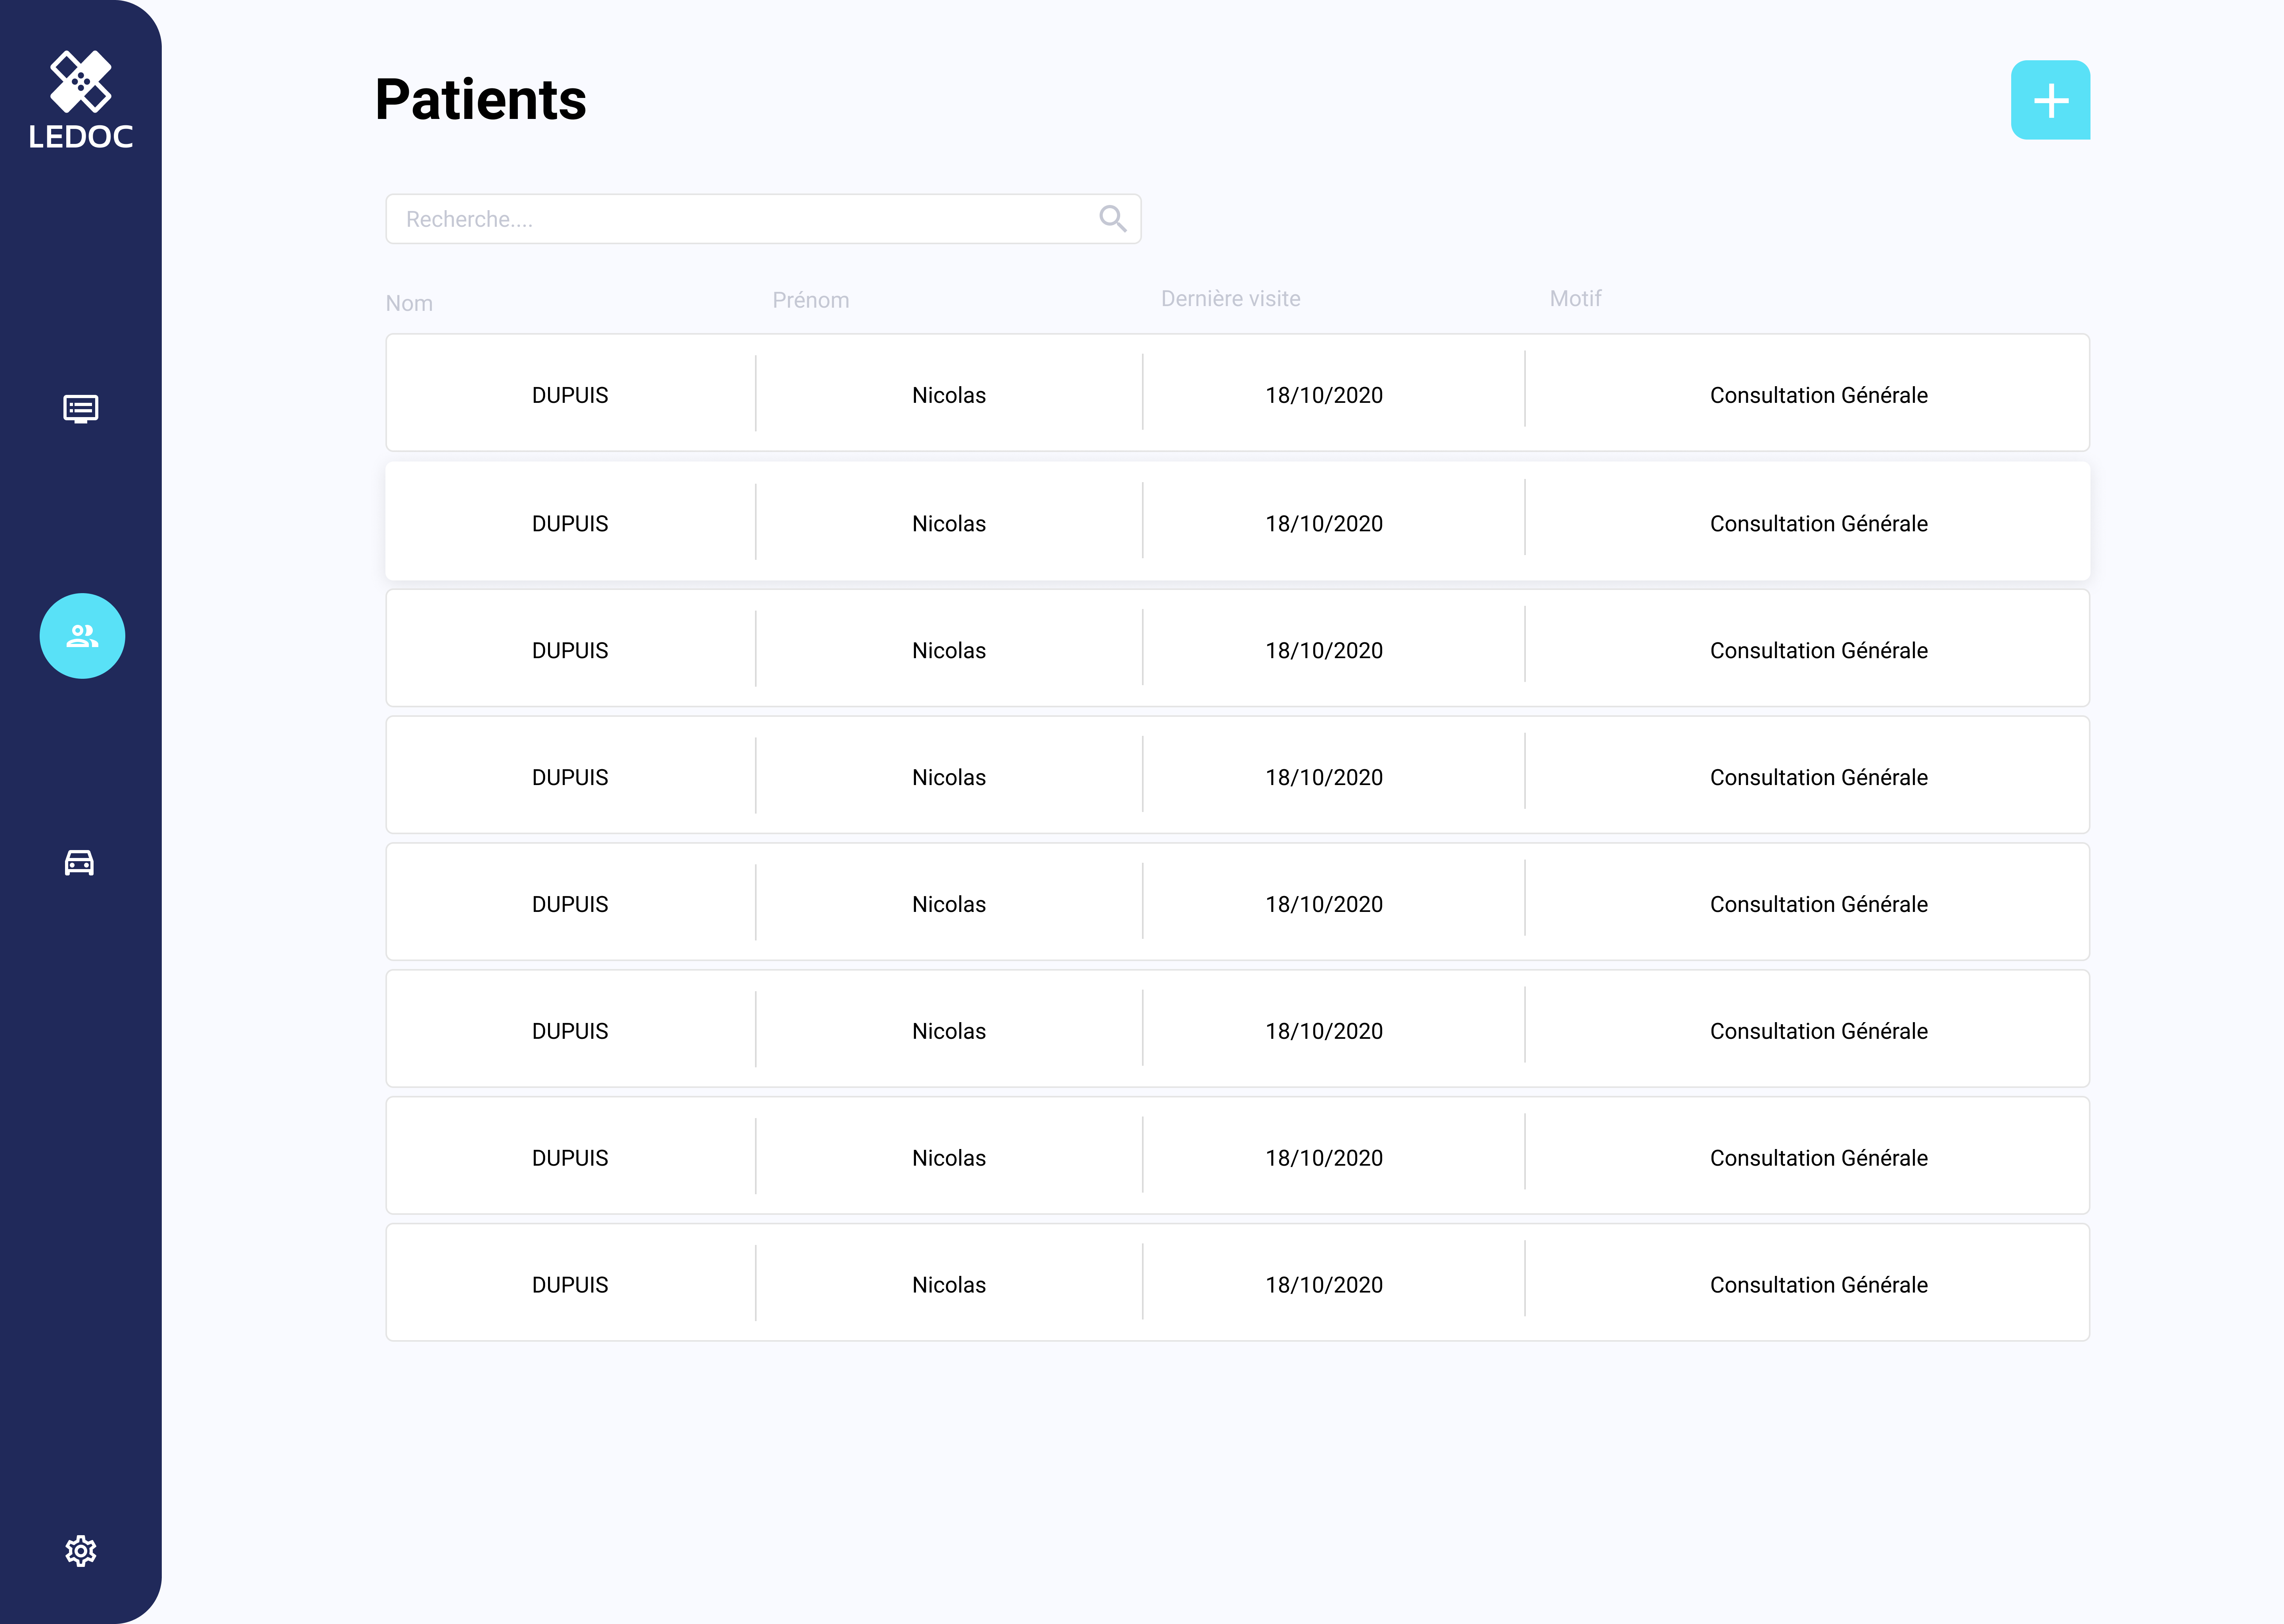 LEDOC
Patients
Recherche....
Nom Prénom Dernière visite Motif
DUPUIS Nicolas 18/10/2020 Consultation Générale
DUPUIS Nicolas 18/10/2020 Consultation Générale
DUPUIS Nicolas 18/10/2020 Consultation Générale
DUPUIS Nicolas 18/10/2020 Consultation Générale
DUPUIS Nicolas 18/10/2020 Consultation Générale
DUPUIS Nicolas 18/10/2020 Consultation Générale
DUPUIS Nicolas 18/10/2020 Consultation Générale
DUPUIS Nicolas 18/10/2020 Consultation Générale